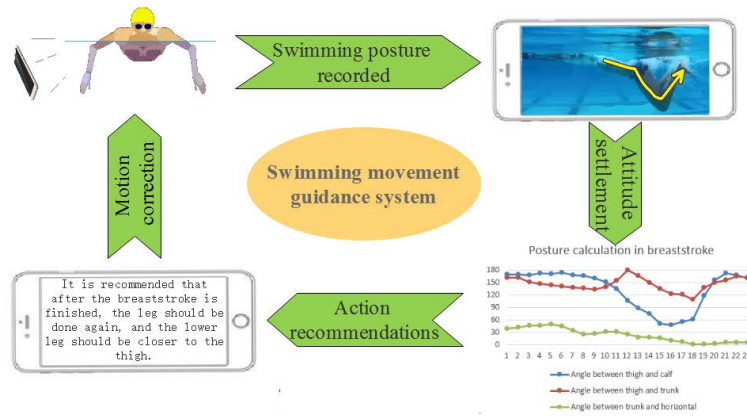 Swimming posture
recorded
Attitude
settlement
Swimming movement
guidance system
Motion
correction
It is recommended that
after the breaststroke is
finished, the leg should be
done again, and the lower
leg should be closer to the
thigh.
Action
recommendations
Posture calculation in breaststroke
180
150
120
90
60
30
0
1 2 3 4 5 6 7 8 9 10 11 12 13 14 15 16 17 18 19 20 21 22
Angle between thigh and calf
Angle between thigh and trunk
Angle between trunk and horizontal